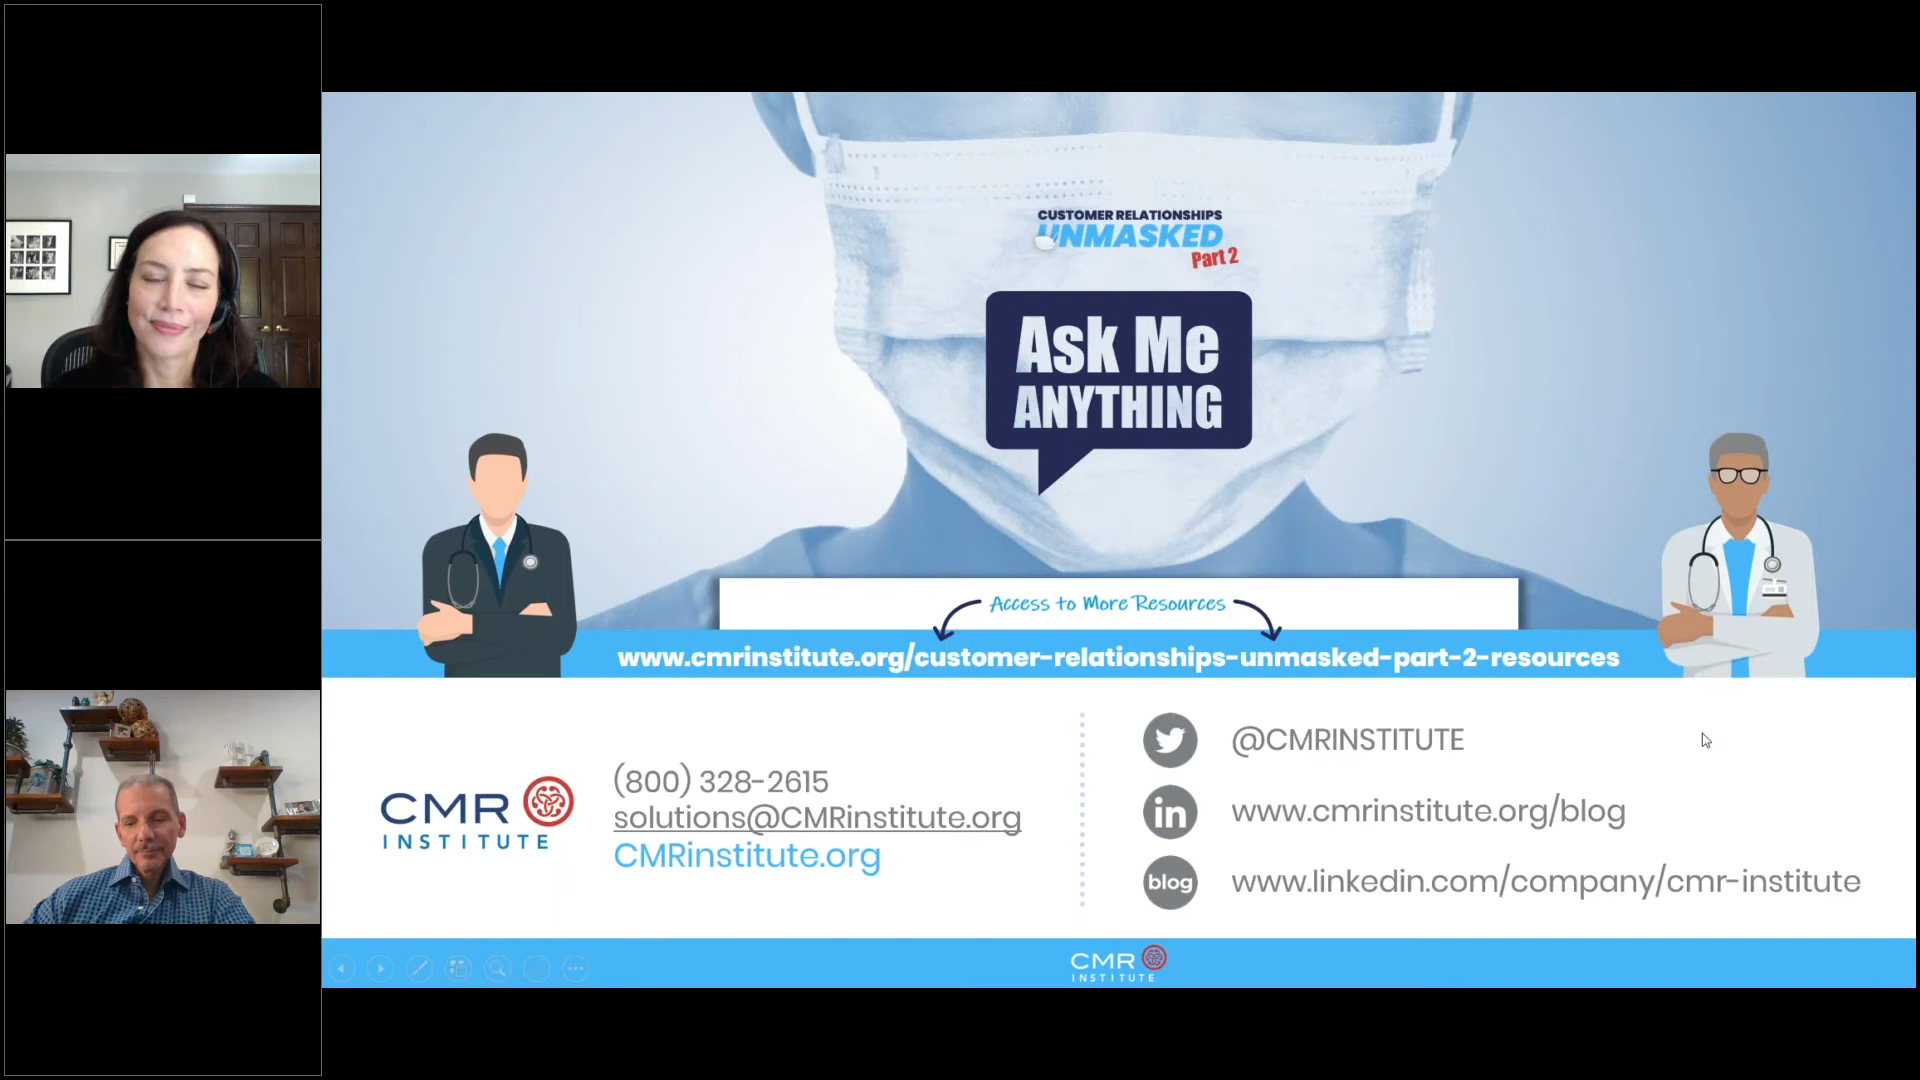 CUSTOMER RELATIONSHIPS
UNMASKED
Part 2
Ask Me
ANYTHING
Access to More Resources
www.cmrinstitute.org/customer-relationships-unmasked-part-2-resources
CMR
INSTITUTE
(800) 328-2615
solutions@CMRinstitute.org
CMRinstitute.org
@CMRINSTITUTE
in
www.cmrinstitute.org/blog
blog
www.linkedin.com/company/cmr-institute
CMR
INSTITUTE